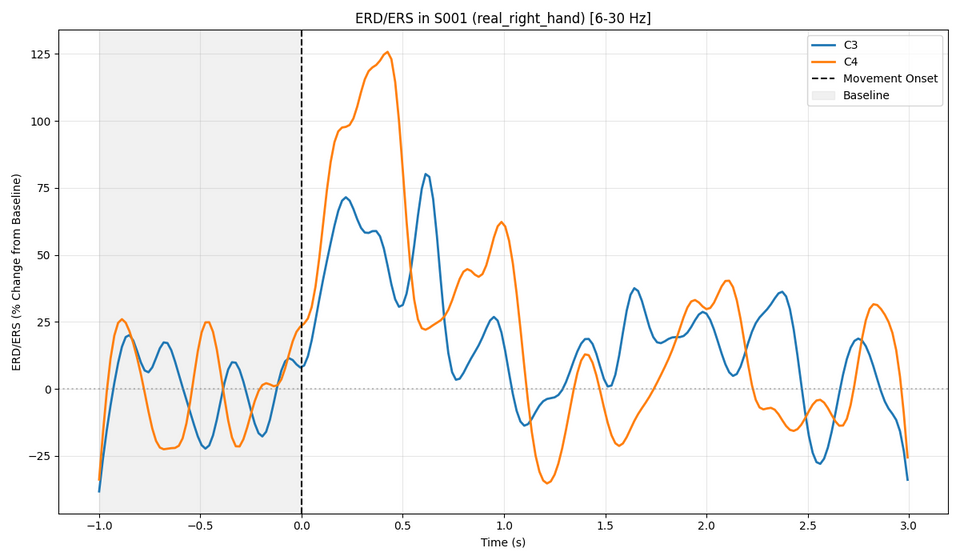 ERD/ERS in S001 (real_right_hand) [6-30 Hz]
C3
C4
Movement Onset
Baseline
ERD/ERS (% Change from Baseline)
125
100
75
50
25
0
−25
−1.0 −0.5 0.0 0.5 1.0 1.5 2.0 2.5 3.0
Time (s)